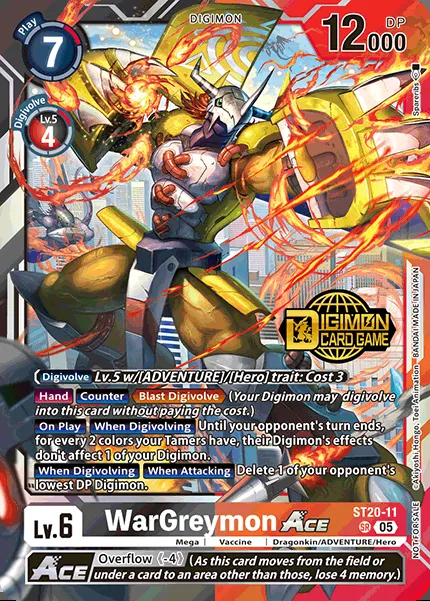 DIGIMON
Play
7
12000
DP
Digivolve
Lv.5
4
Spareribs
DIGIMON
CARD GAME
Digivolve Lv.5 w/[ADVENTURE]/[Hero] trait: Cost 3
Hand Counter Blast Digivolve (Your Digimon may digivolve
into this card without paying the cost.)
On Play When Digivolving Until your opponent's turn ends,
for every 2 colors your Tamers have, their Digimon's effects
don't affect 1 of your Digimon.
When Digivolving When Attacking Delete 1 of your opponent's
lowest DP Digimon.
©Akiyoshi Hongo, Toei Animation BANDAI MADE IN JAPAN
NOT FOR SALE
Lv.6
WarGreymon ACE
ST20-11
SR 05
Mega Vaccine Dragonkin/ADVENTURE/Hero
ACE Overflow《-4》 (As this card moves from the field or
under a card to an area other than those, lose 4 memory.)